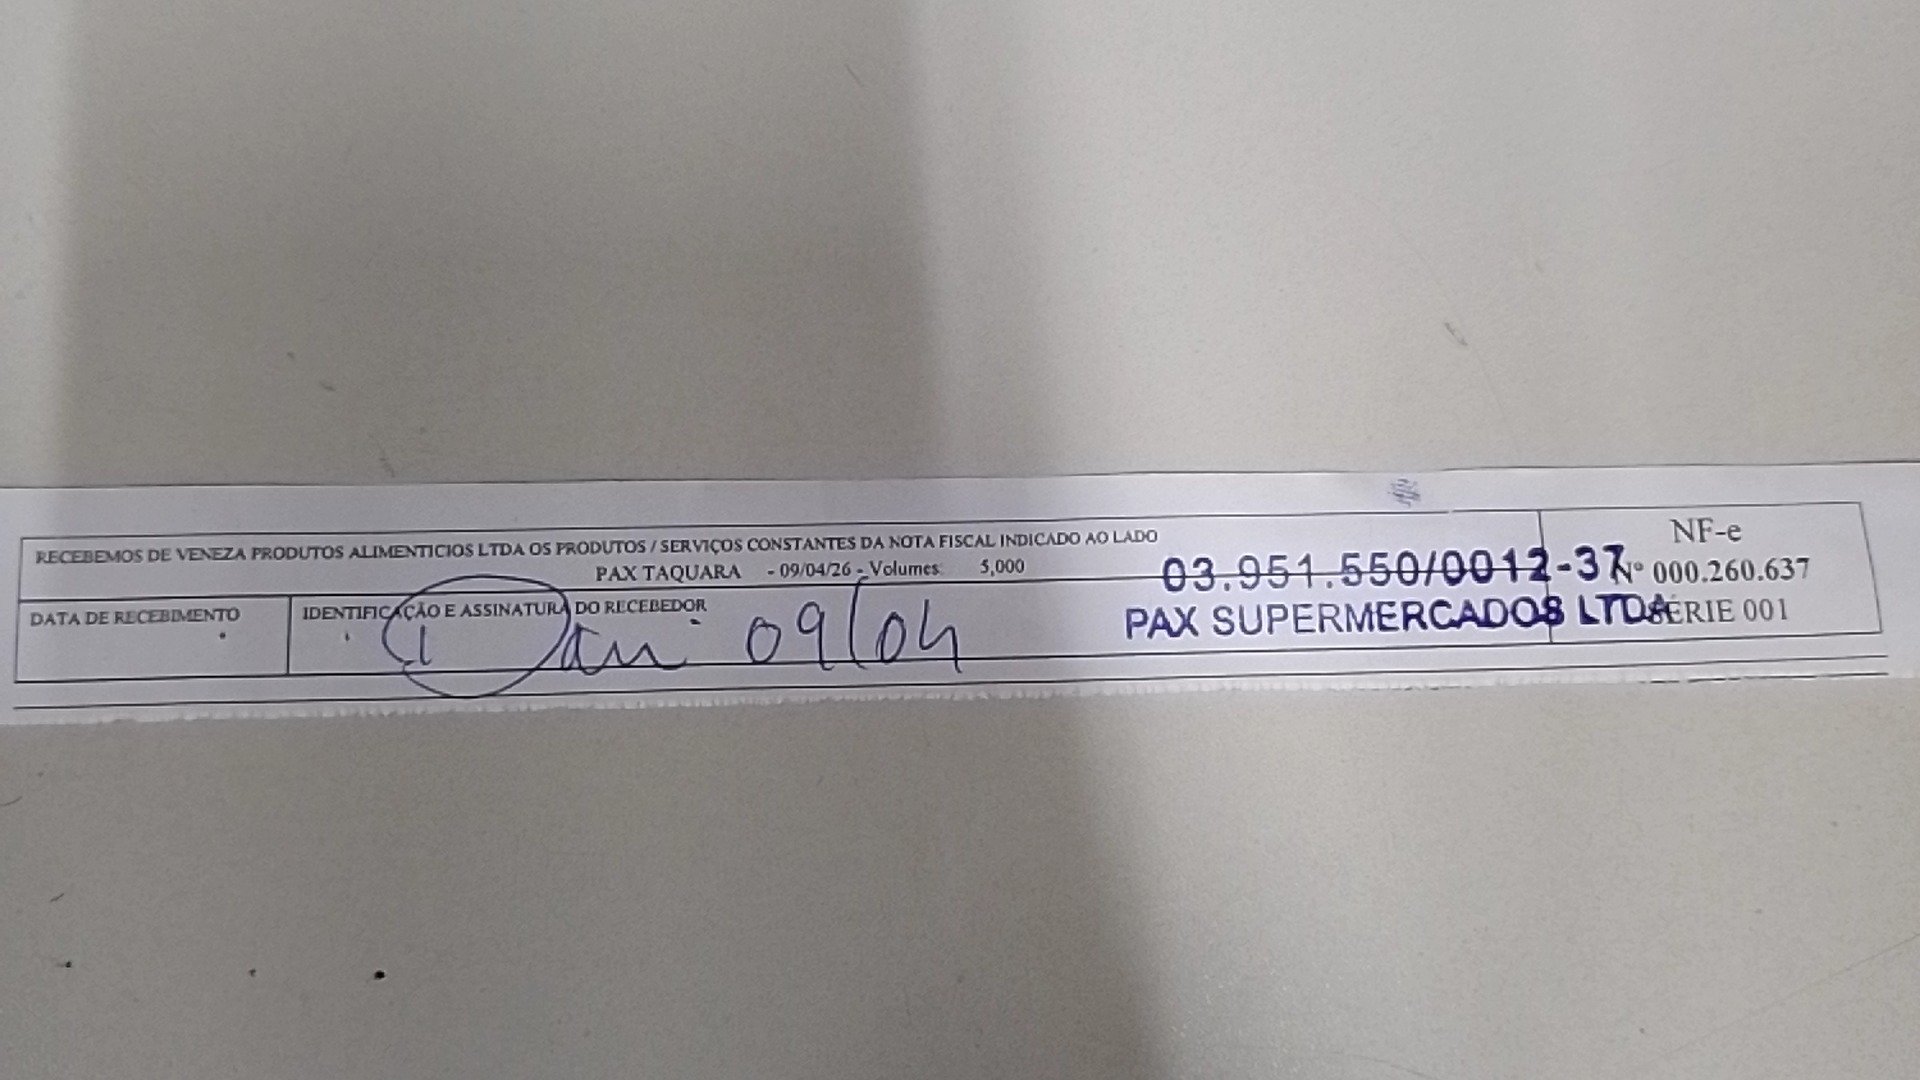 RECEBEMOS DE VENEZA PRODUTOS ALIMENTICIOS LTDA OS PRODUTOS / SERVIÇOS CONSTANTES DA NOTA FISCAL INDICADO AO LADO
PAX TAQUARA - 09/04/26 - Volumes 5,000
DATA DE RECEBIMENTO
IDENTIFICAÇÃO E ASSINATURA DO RECEBEDOR
09/04
03.951.550/0012-37
PAX SUPERMERCADOS LTDA
NF-e
Nº 000.260.637
SÉRIE 001